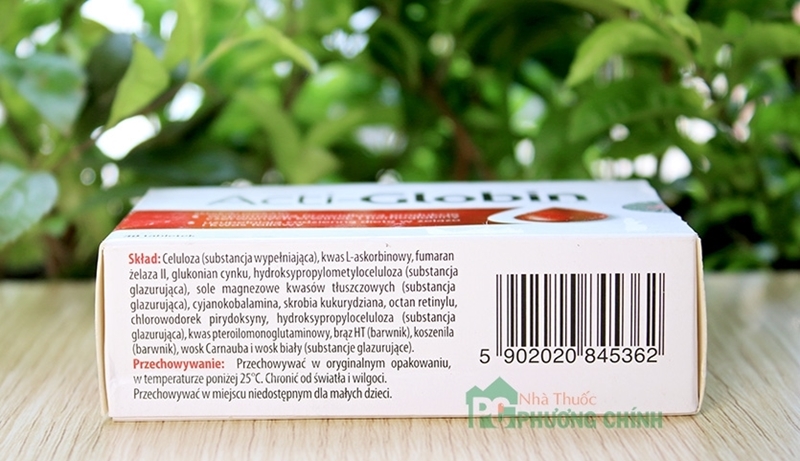 Acti-Globin
Skład: Celuloza (substancja wypełniająca), kwas L-askorbinowy, fumaran
żelaza II, glukonian cynku, hydroksypropylometyloceluloza (substancja
glazurująca), sole magnezowe kwasów tłuszczowych (substancja
glazurująca), cyjanokobalamina, skrobia kukurydziana, octan retinylu,
chlorowodorek pirydoksyny, hydroksypropyloceluloza (substancja
glazurująca), kwas pteroilomonoglutaminowy, brąz HT (barwnik), koszenila
(barwnik), wosk Carnauba i wosk biały (substancje glazurujące).
Przechowywanie: Przechowywać w oryginalnym opakowaniu,
w temperaturze poniżej 25°C. Chronić od światła i wilgoci.
Przechowywać w miejscu niedostępnym dla małych dzieci.
5 902020 845362
PC Nhà Thuốc
PHƯƠNG CHÍNH